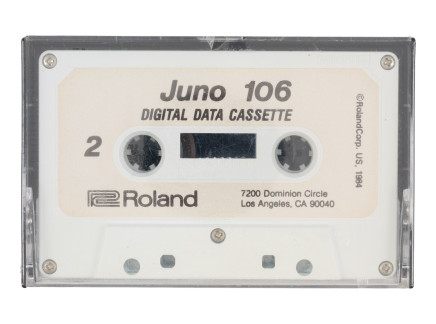 Juno 106
DIGITAL DATA CASSETTE
2
Roland
7200 Dominion Circle
Los Angeles, CA 90040
©RolandCorp. US, 1984